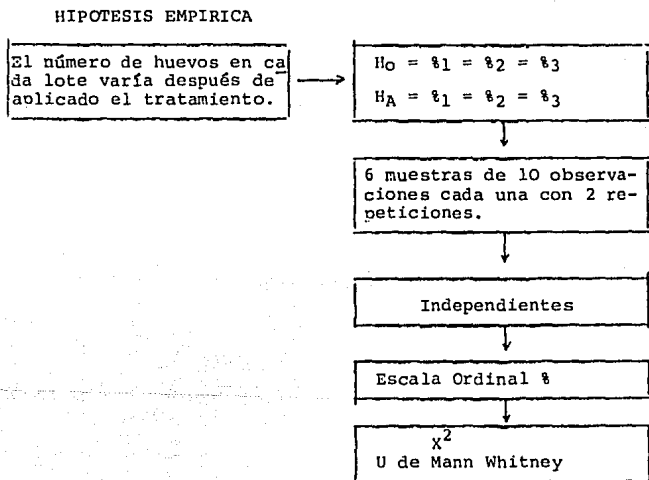 HIPOTESIS EMPIRICA
El número de huevos en ca
da lote varía después de
aplicado el tratamiento.
HO = %1 = %2 = %3
HA = %1 = %2 = %3
6 muestras de 10 observa-
ciones cada una con 2 re-
peticiones.
Independientes
Escala Ordinal %
X2
U de Mann Whitney